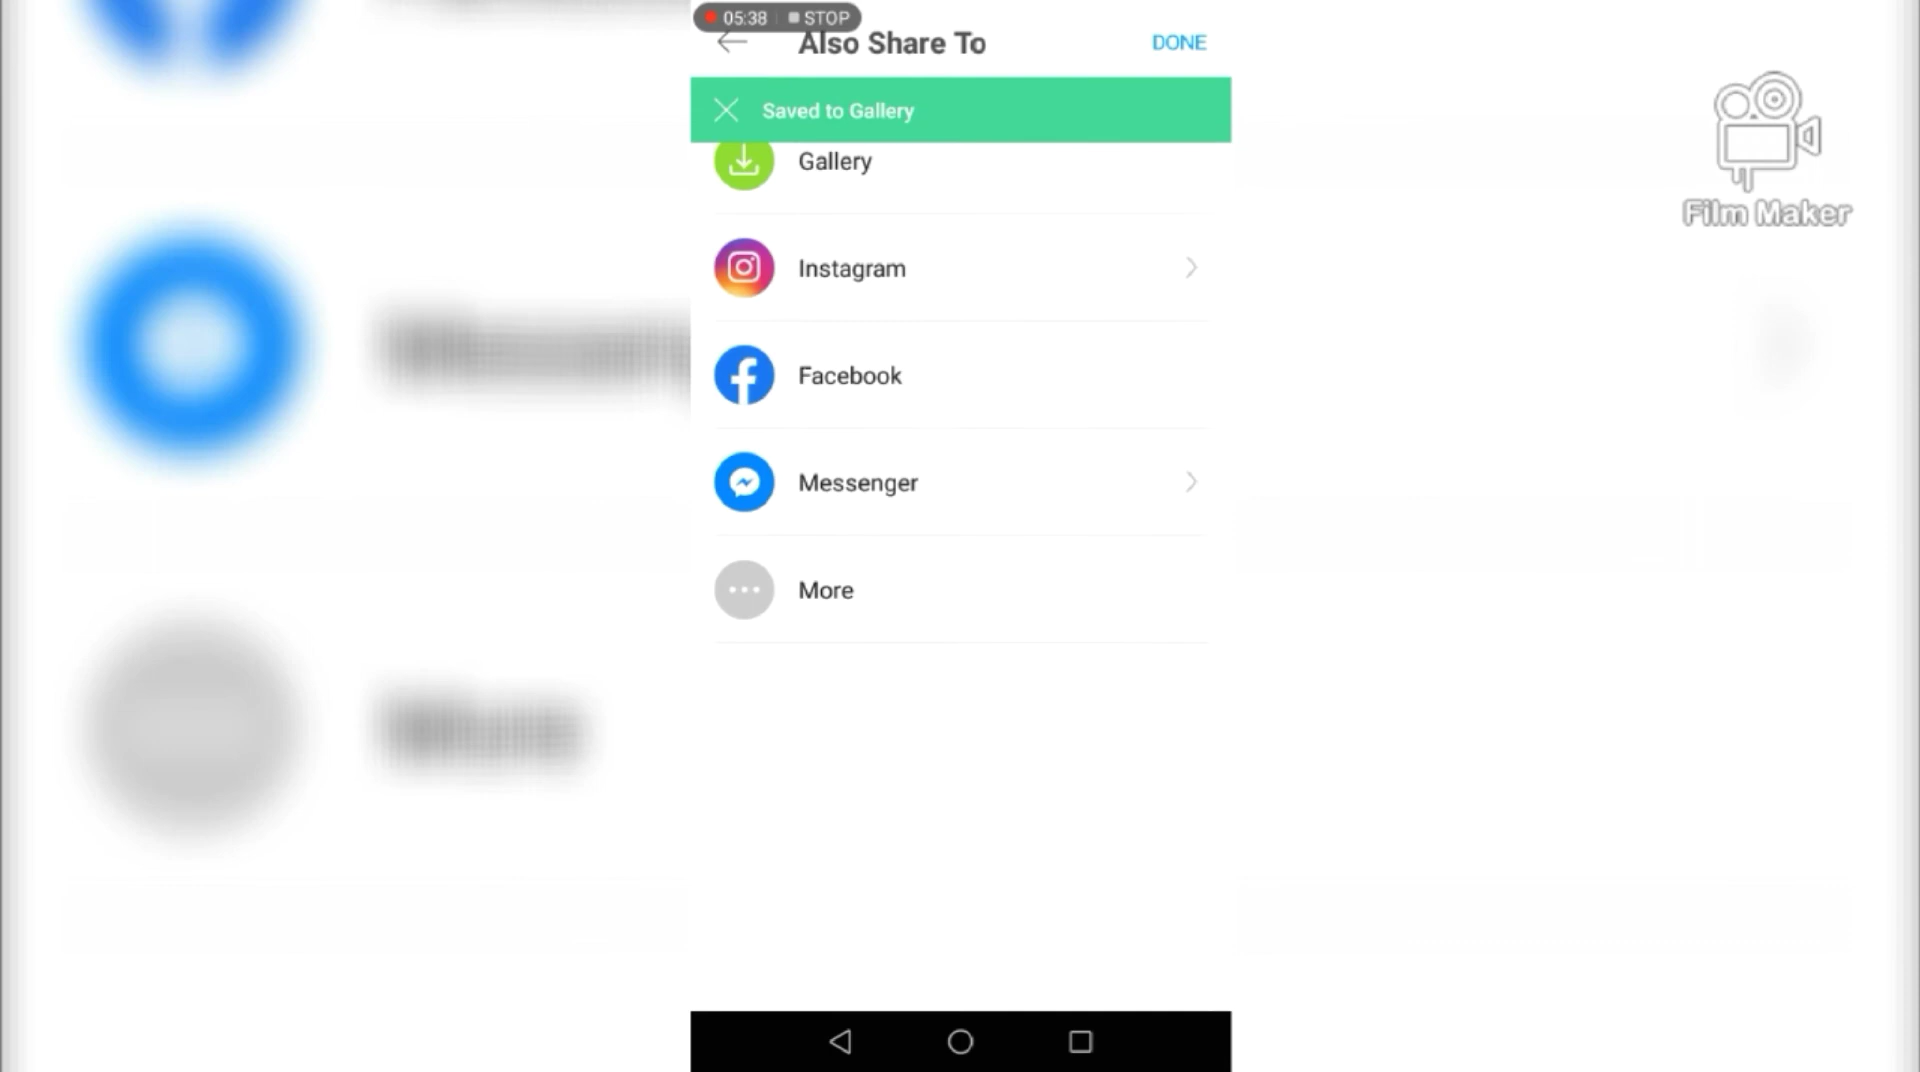 05:38 STOP
Also Share To
DONE
Saved to Gallery
Gallery
Instagram
Facebook
Messenger
More
Film Maker